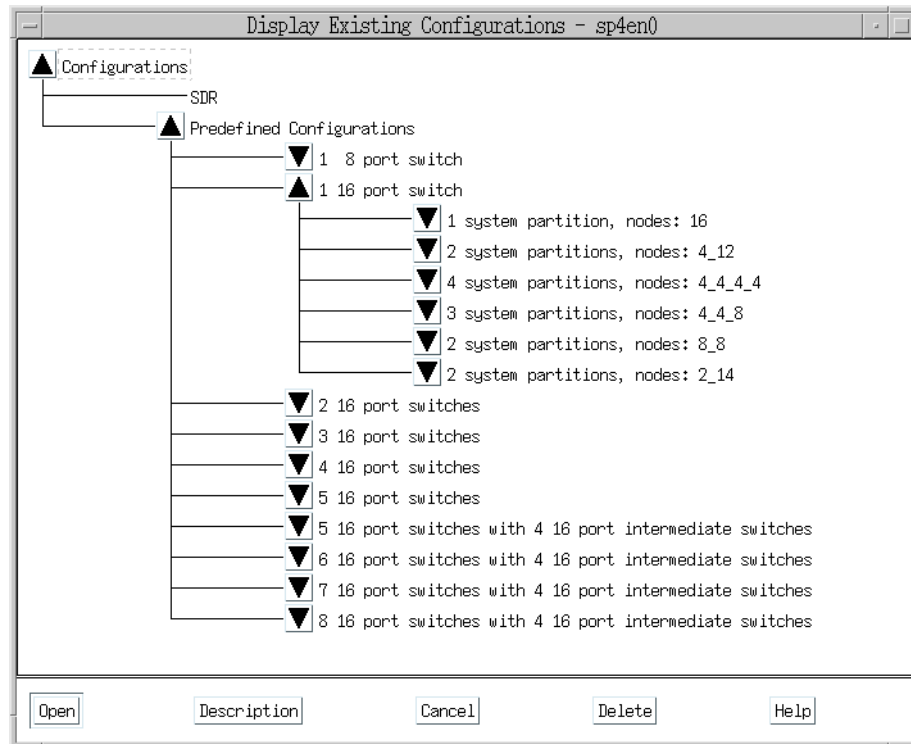 Display Existing Configurations - sp4en0
Configurations
SDR
Predefined Configurations
1  8 port switch
1 16 port switch
1 system partition, nodes: 16
2 system partitions, nodes: 4_12
4 system partitions, nodes: 4_4_4_4
3 system partitions, nodes: 4_4_8
2 system partitions, nodes: 8_8
2 system partitions, nodes: 2_14
2 16 port switches
3 16 port switches
4 16 port switches
5 16 port switches
5 16 port switches with 4 16 port intermediate switches
6 16 port switches with 4 16 port intermediate switches
7 16 port switches with 4 16 port intermediate switches
8 16 port switches with 4 16 port intermediate switches
Open Description Cancel Delete Help